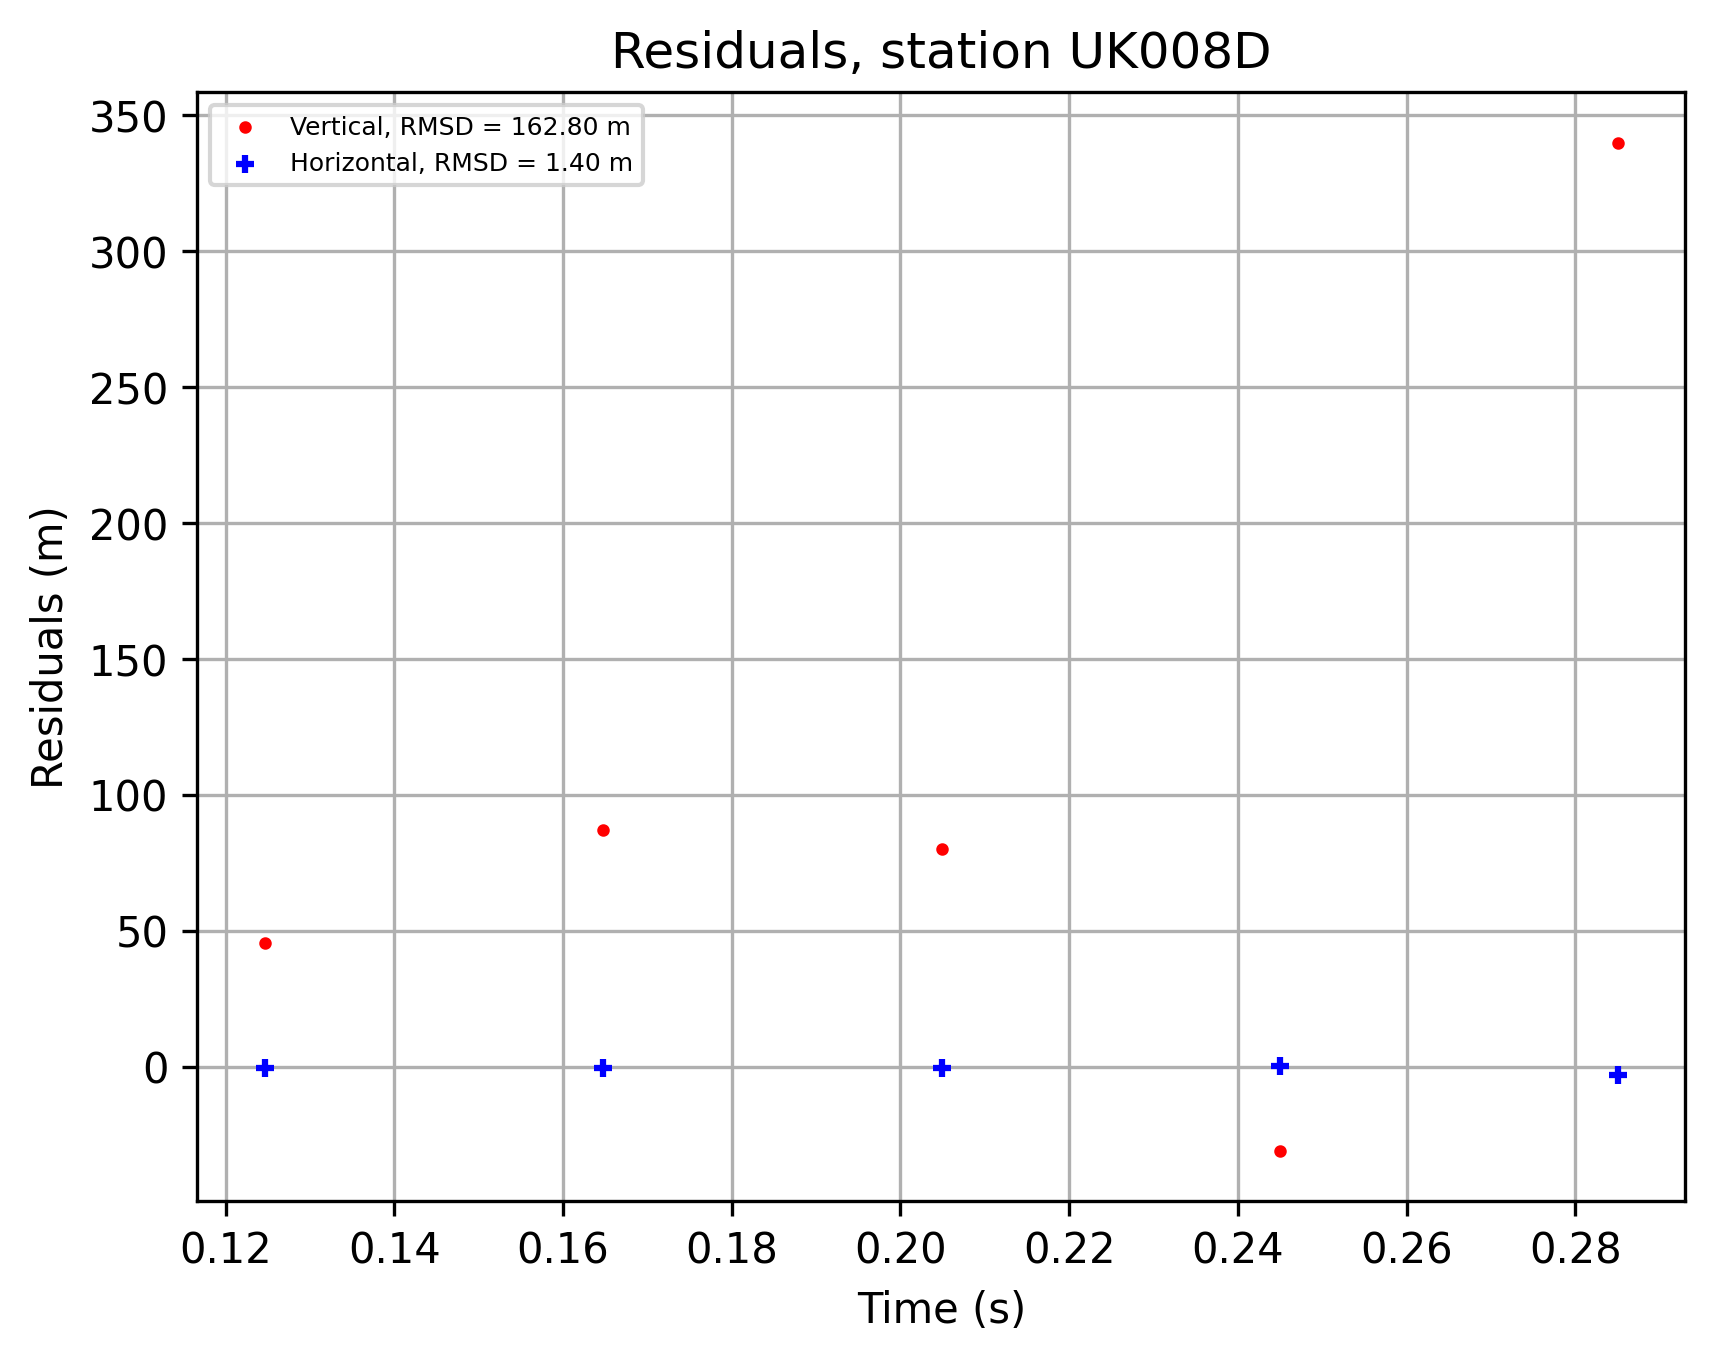 Residuals, station UK008D
Vertical, RMSD = 162.80 m
Horizontal, RMSD = 1.40 m
350
300
250
200
150
100
50
0
Residuals (m)
0.12 0.14 0.16 0.18 0.20 0.22 0.24 0.26 0.28
Time (s)